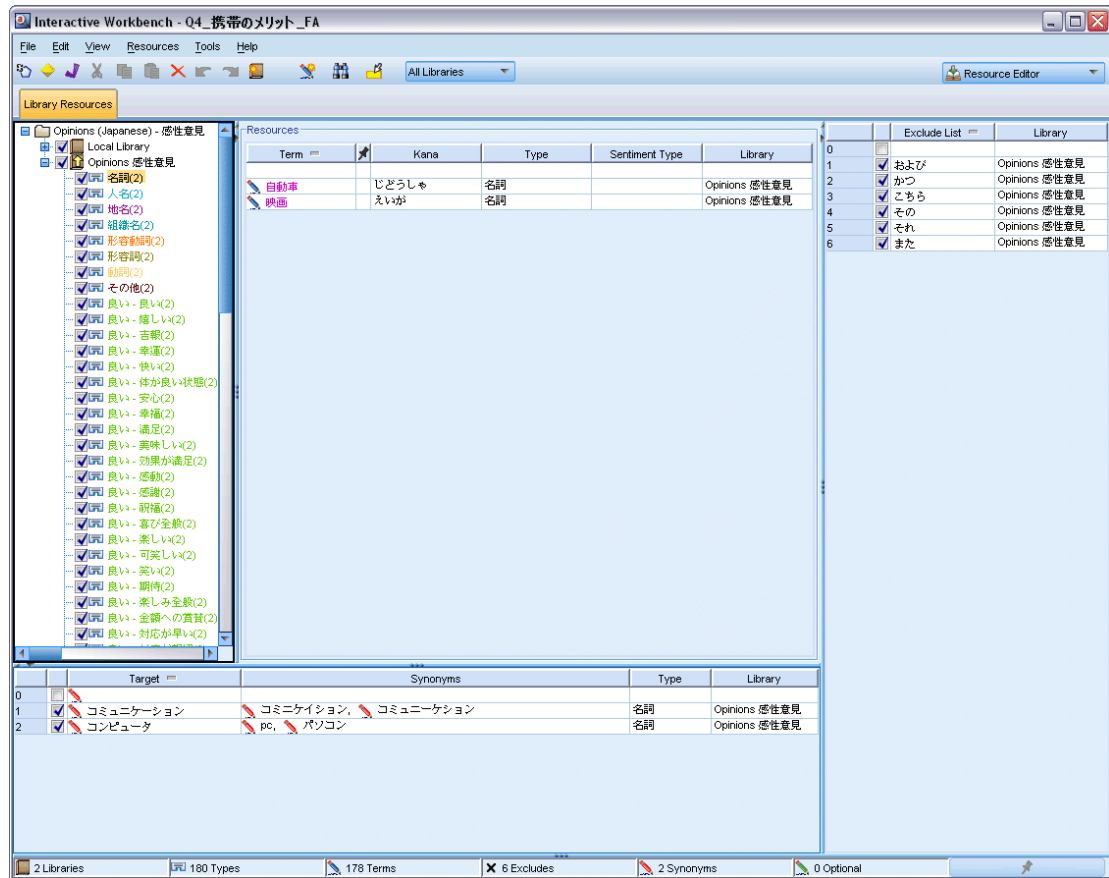 Interactive Workbench - Q4_携帯のメリット_FA
File Edit View Resources Tools Help
All Libraries
Resource Editor
Library Resources
Opinions (Japanese) - 感性意見
Local Library
Opinions 感性意見
名詞(2)
人名(2)
地名(2)
組織名(2)
形容動詞(2)
形容詞(2)
動詞(2)
その他(2)
良い - 良い(2)
良い - 嬉しい(2)
良い - 吉報(2)
良い - 幸運(2)
良い - 快い(2)
良い - 体が良い状態(2)
良い - 安心(2)
良い - 幸福(2)
良い - 満足(2)
良い - 美味しい(2)
良い - 効果が満足(2)
良い - 感動(2)
良い - 感謝(2)
良い - 祝福(2)
良い - 喜び全般(2)
良い - 楽しい(2)
良い - 可笑しい(2)
良い - 笑い(2)
良い - 期待(2)
良い - 楽しみ全般(2)
良い - 金額への賞賛(2)
良い - 対応が早い(2)
Resources
Term Kana Type Sentiment Type Library
自動車 じどうしゃ 名詞 Opinions 感性意見
映画 えいが 名詞 Opinions 感性意見
Exclude List Library
0
1 および Opinions 感性意見
2 かつ Opinions 感性意見
3 こちら Opinions 感性意見
4 その Opinions 感性意見
5 それ Opinions 感性意見
6 また Opinions 感性意見
Target Synonyms Type Library
0
1 コミュニケーション コミニケイション, コミュニーケション 名詞 Opinions 感性意見
2 コンピュータ pc, パソコン 名詞 Opinions 感性意見
2 Libraries 180 Types 178 Terms 6 Excludes 2 Synonyms 0 Optional